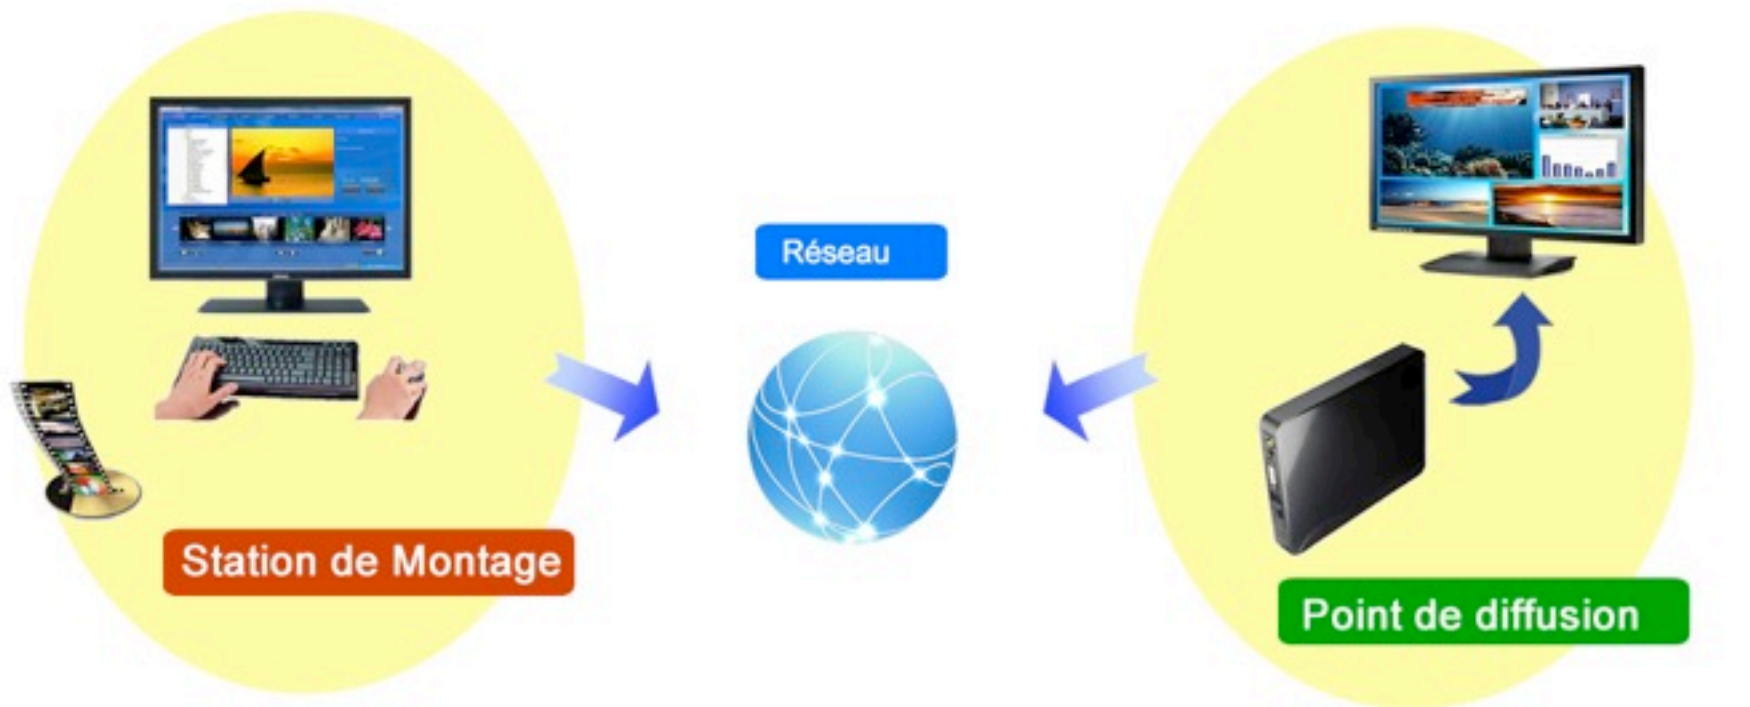 Réseau
Station de Montage
Point de diffusion